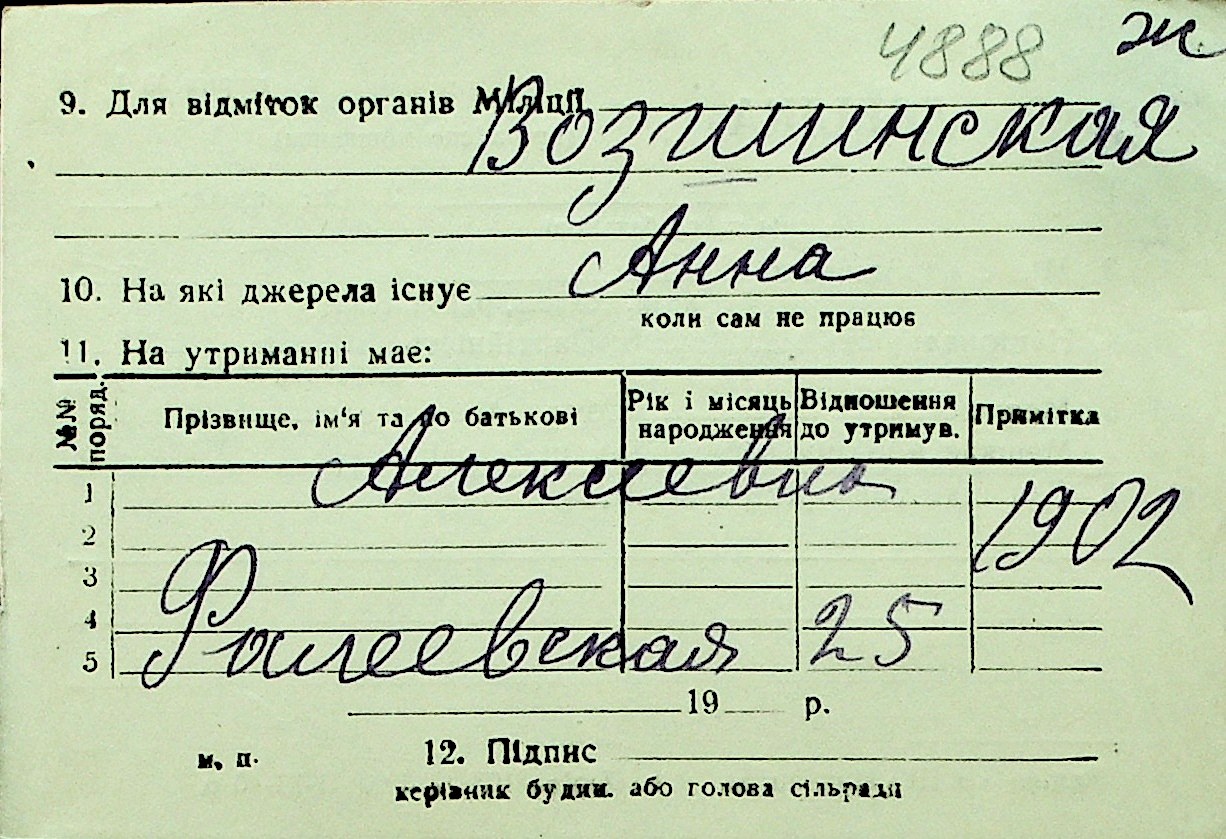 4888 ж
9. Для відміток органів Міліції
Возшинская
Анна
10. На які джерела існує
коли сам не працює
11. На утриманні має:
№№ поряд. Прізвище, ім'я та по батькові Рік і місяць народження Відношення до утримув. Примітка
Алексеевна
1
1902
2
3
4
Фалеевская 25
5
19 р.
м. п. 12. Підпис
керівник будин. або голова сільради